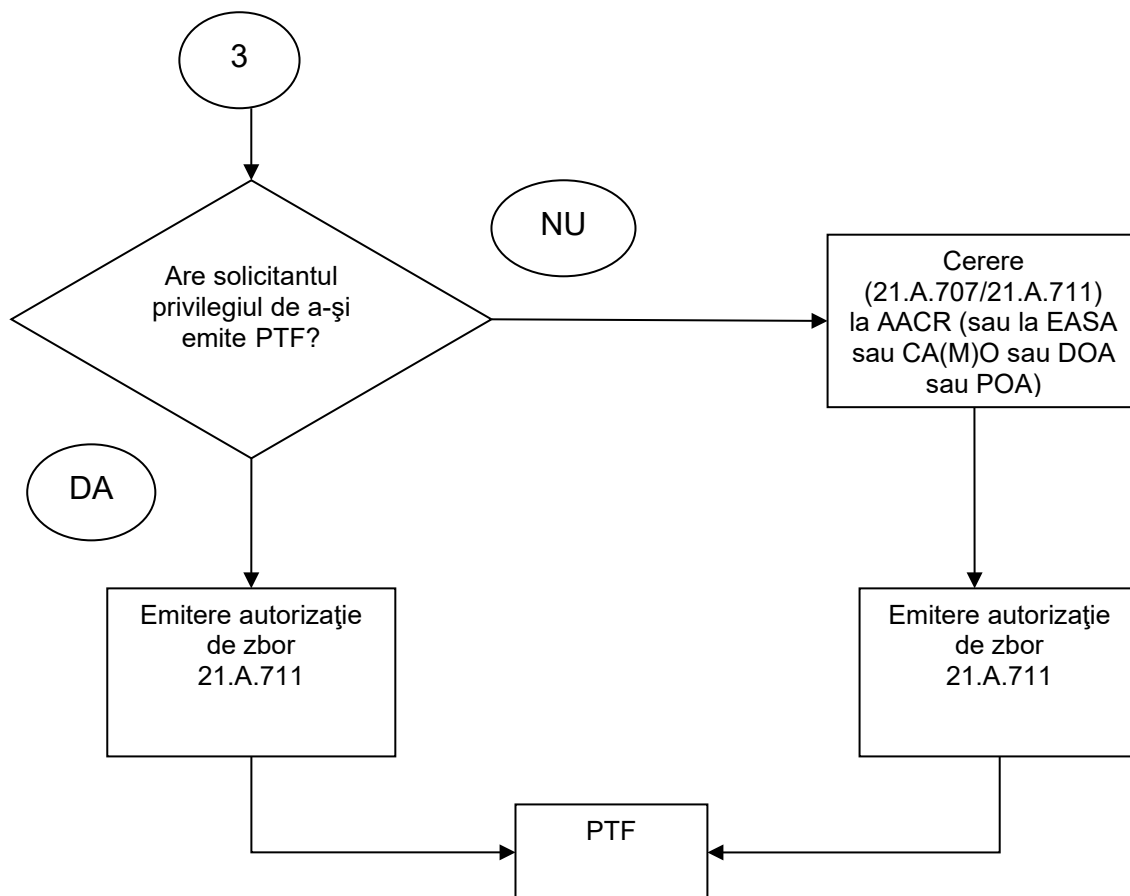 3
NU
Are solicitantul
privilegiul de a-şi
emite PTF?
Cerere
(21.A.707/21.A.711)
la AACR (sau la EASA
sau CA(M)O sau DOA
sau POA)
DA
Emitere autorizaţie
de zbor
21.A.711
Emitere autorizaţie
de zbor
21.A.711
PTF